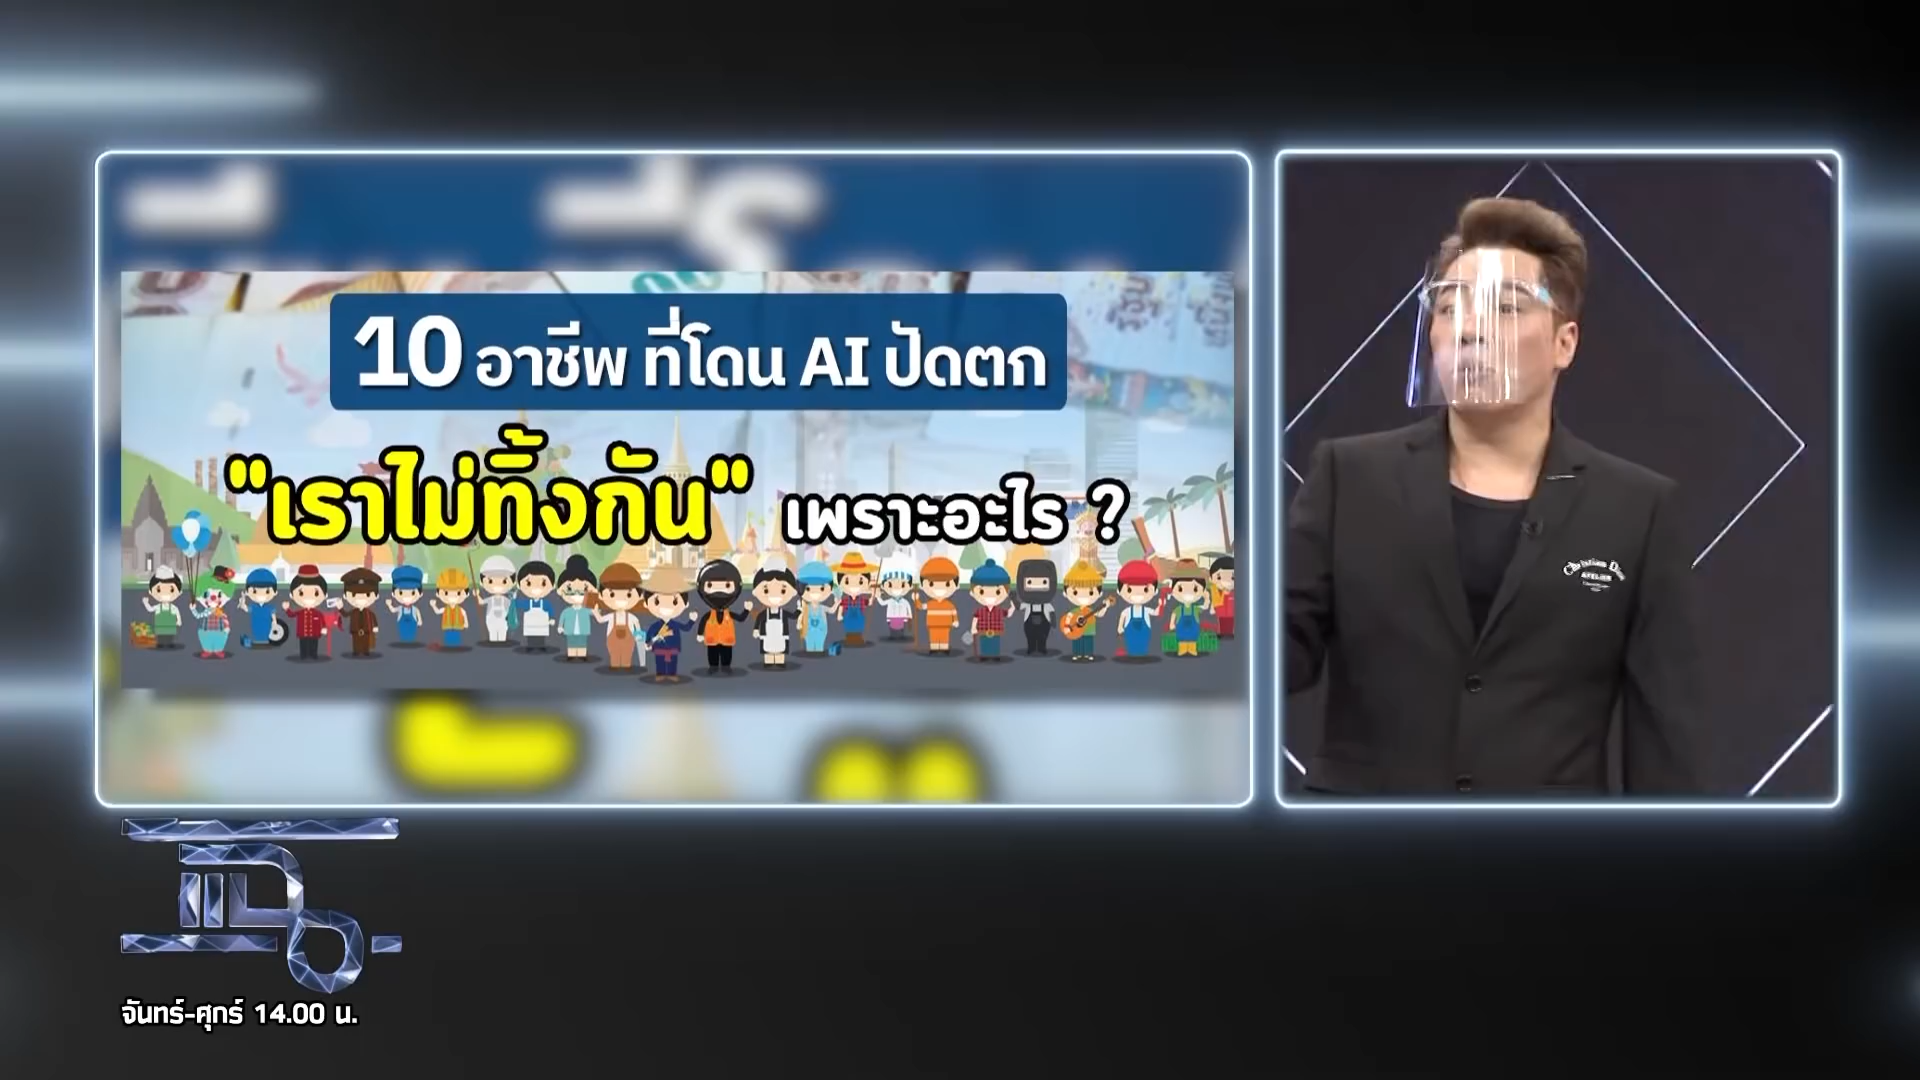 10 อาชีพ ที่โดน AI ปัดตก
"เราไม่ทิ้งกัน" เพราะอะไร ?
แฉ
จันทร์-ศุกร์ 14.00 น.